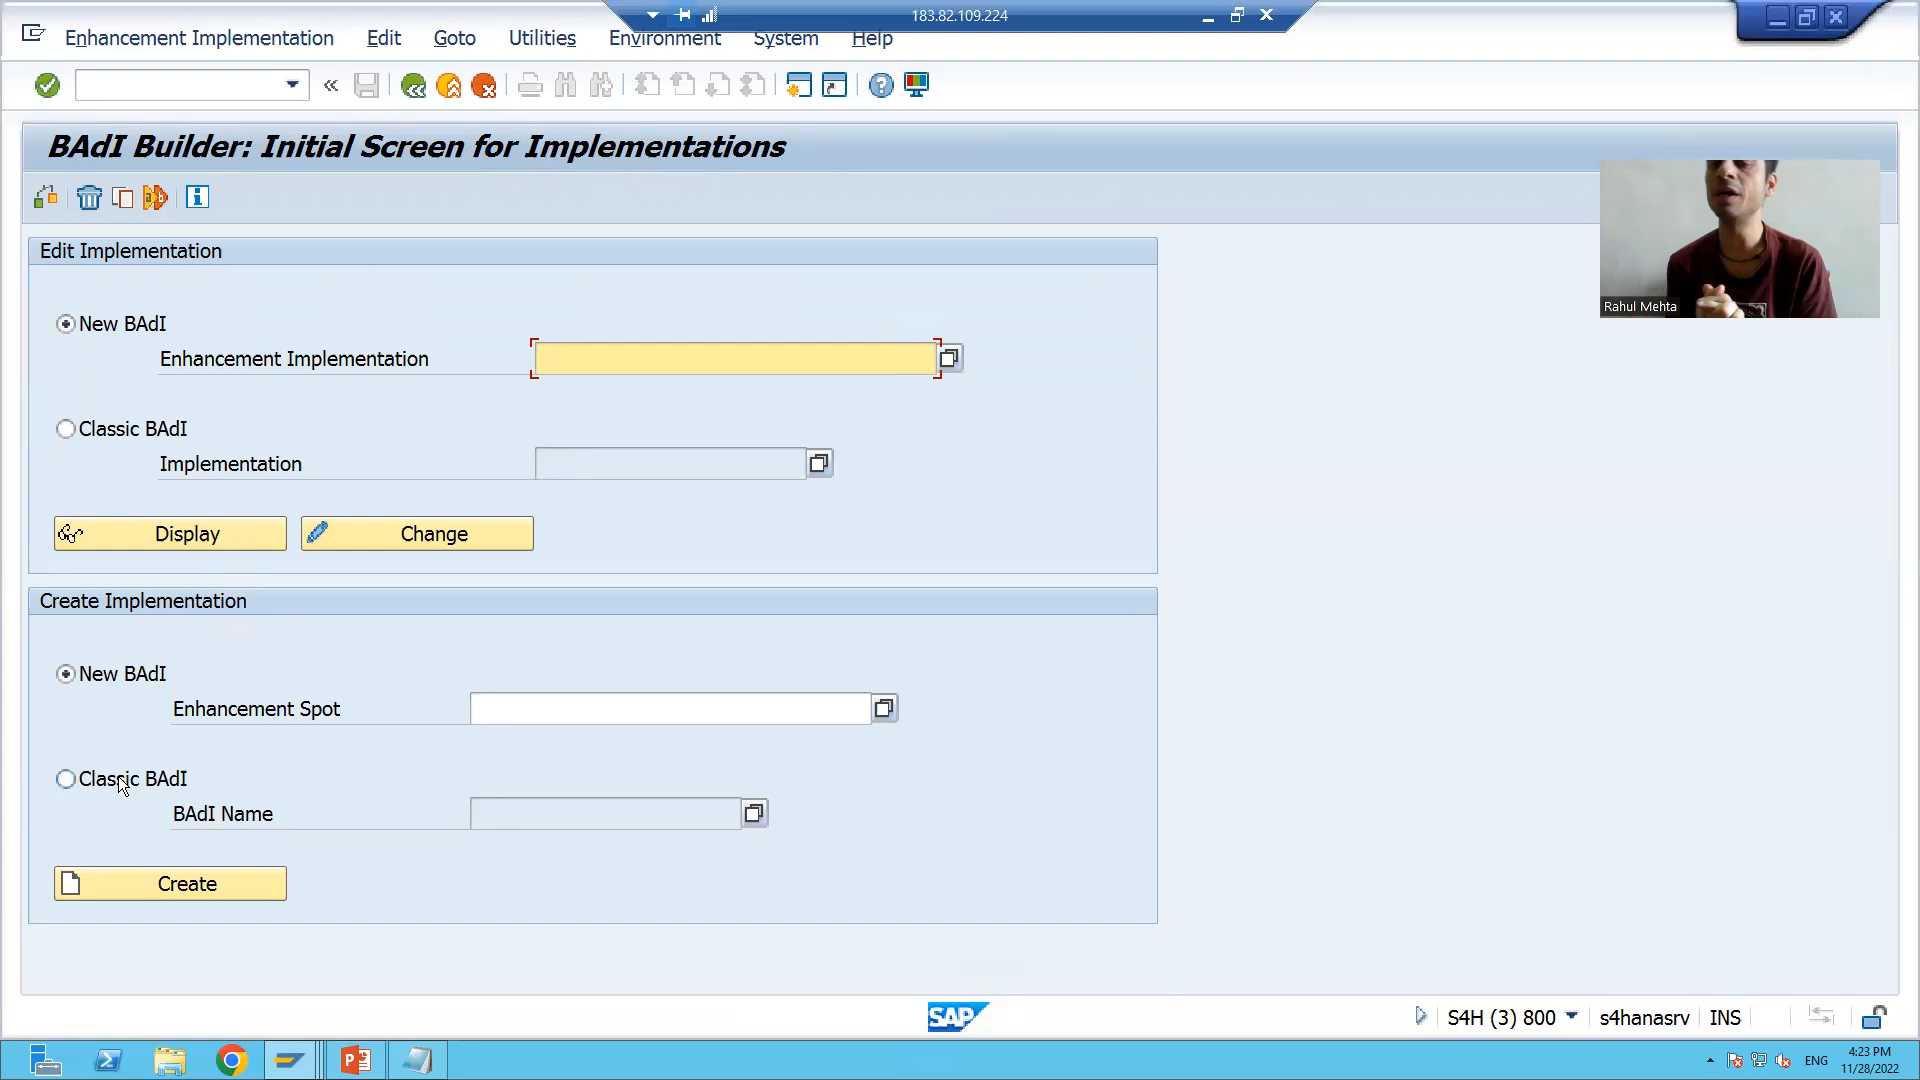 183.82.109.224
Enhancement Implementation Edit Goto Utilities Environment System Help
BAdI Builder: Initial Screen for Implementations
Edit Implementation
New BAdI
Enhancement Implementation
Classic BAdI
Implementation
Display Change
Rahul Mehta
Create Implementation
New BAdI
Enhancement Spot
Classic BAdI
BAdI Name
Create
SAP
S4H (3) 800 s4hanasrv INS
ENG
4:23 PM
11/28/2022